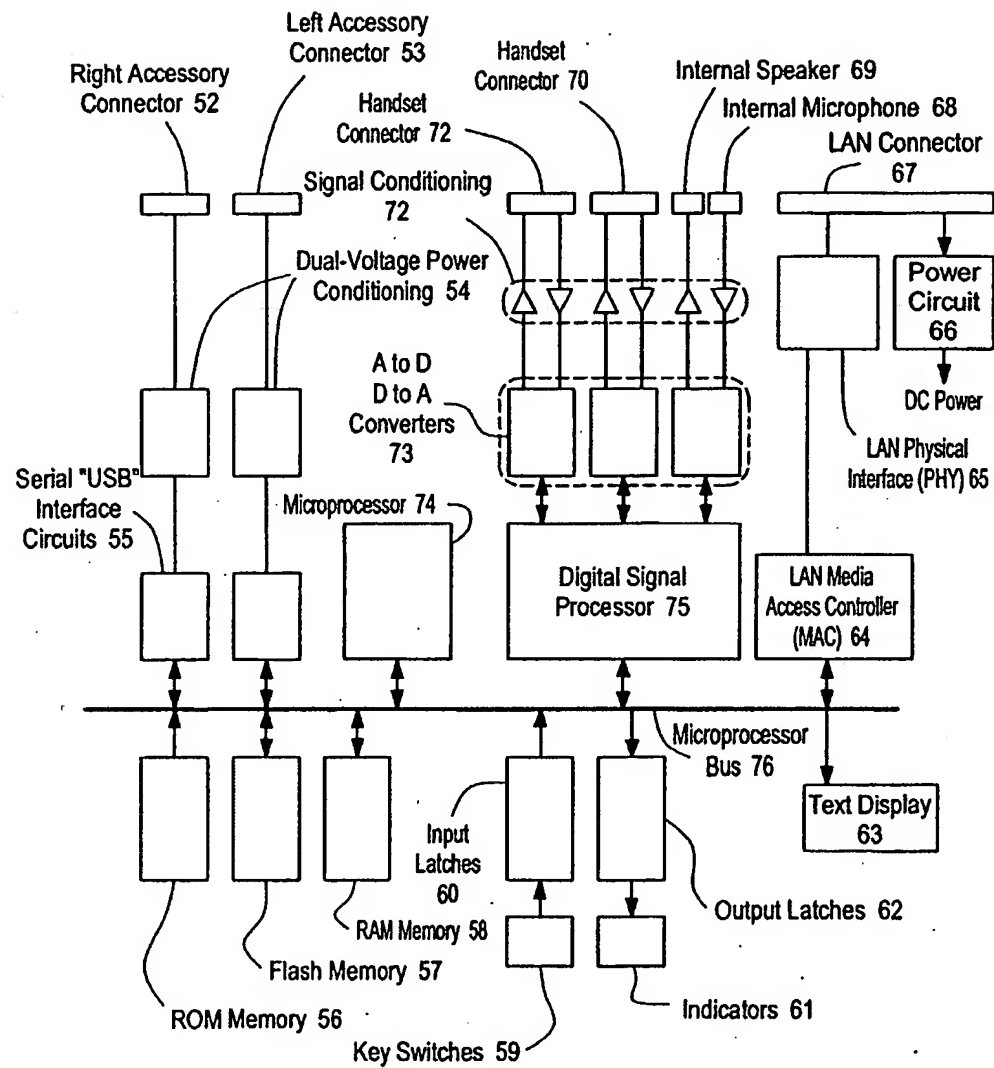 Left Accessory
Connector 53
Right Accessory
Connector 52
Handset
Connector 70
Internal Speaker 69
Handset
Connector 72
Internal Microphone 68
LAN Connector
67
Signal Conditioning
72
Dual-Voltage Power
Conditioning 54
Power
Circuit
66
A to D
D to A
Converters
73
DC Power
LAN Physical
Interface (PHY) 65
Serial "USB"
Interface
Circuits 55
Microprocessor 74
Digital Signal
Processor 75
LAN Media
Access Controller
(MAC) 64
Microprocessor
Bus 76
Text Display
63
Input
Latches
60
Output Latches 62
RAM Memory 58
Flash Memory 57
ROM Memory 56
Key Switches 59
Indicators 61